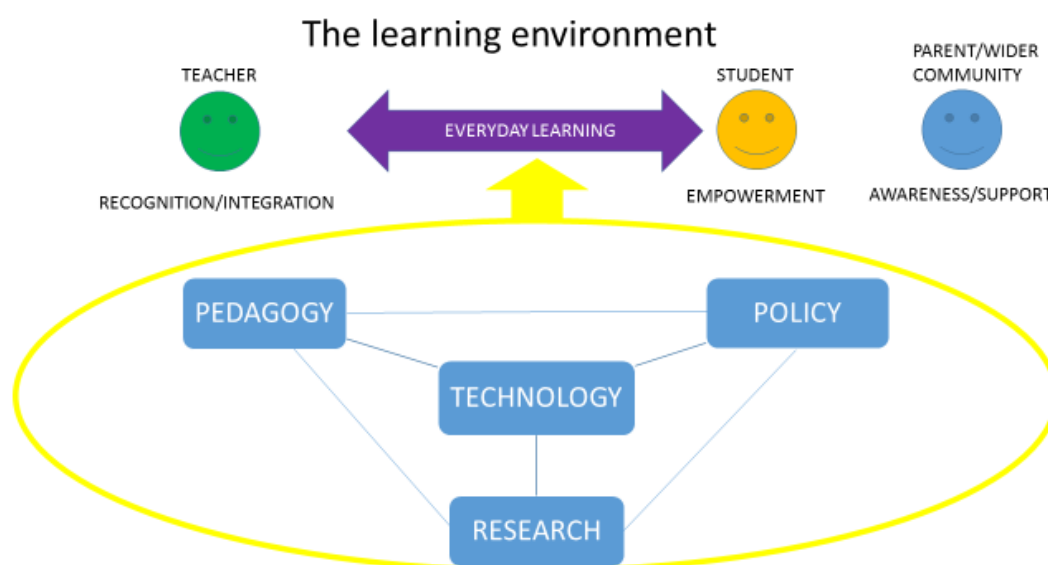 The learning environment
TEACHER
STUDENT
PARENT/WIDER
COMMUNITY
EVERYDAY LEARNING
RECOGNITION/INTEGRATION
EMPOWERMENT
AWARENESS/SUPPORT
PEDAGOGY
POLICY
TECHNOLOGY
RESEARCH